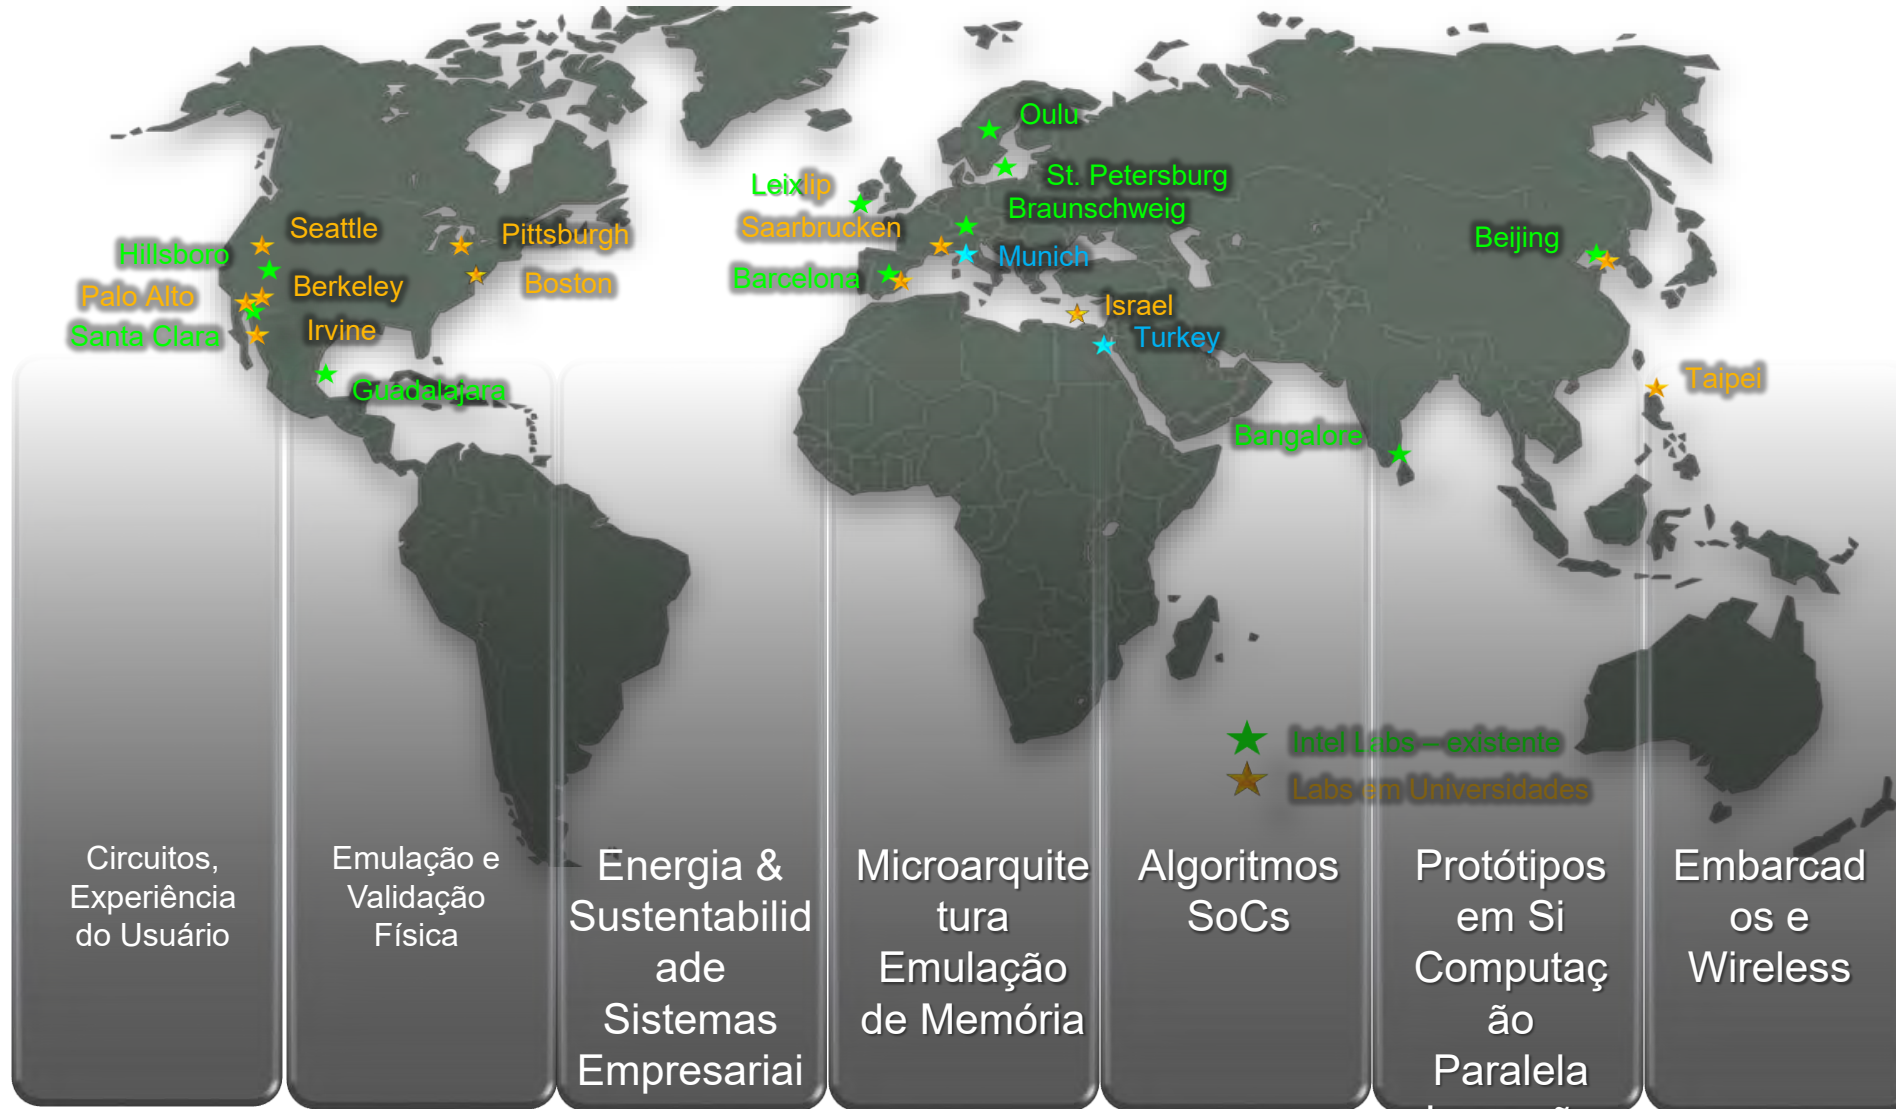 Oulu
St. Petersburg
Leixlip
Braunschweig
Seattle
Pittsburgh
Saarbrucken
Hillsboro
Munich
Beijing
Berkeley
Boston
Barcelona
Palo Alto
Israel
Santa Clara
Irvine
Turkey
Guadalajara
Taipei
Bangalore
Intel Labs – existente
Labs em Universidades
Circuitos,
Experiência
do Usuário
Emulação e
Validação
Física
Energia &
Sustentabilid
ade
Sistemas
Empresariai
Microarquite
tura
Emulação
de Memória
Algoritmos
SoCs
Protótipos
em Si
Computaç
ão
Paralela
Embarcad
os e
Wireless